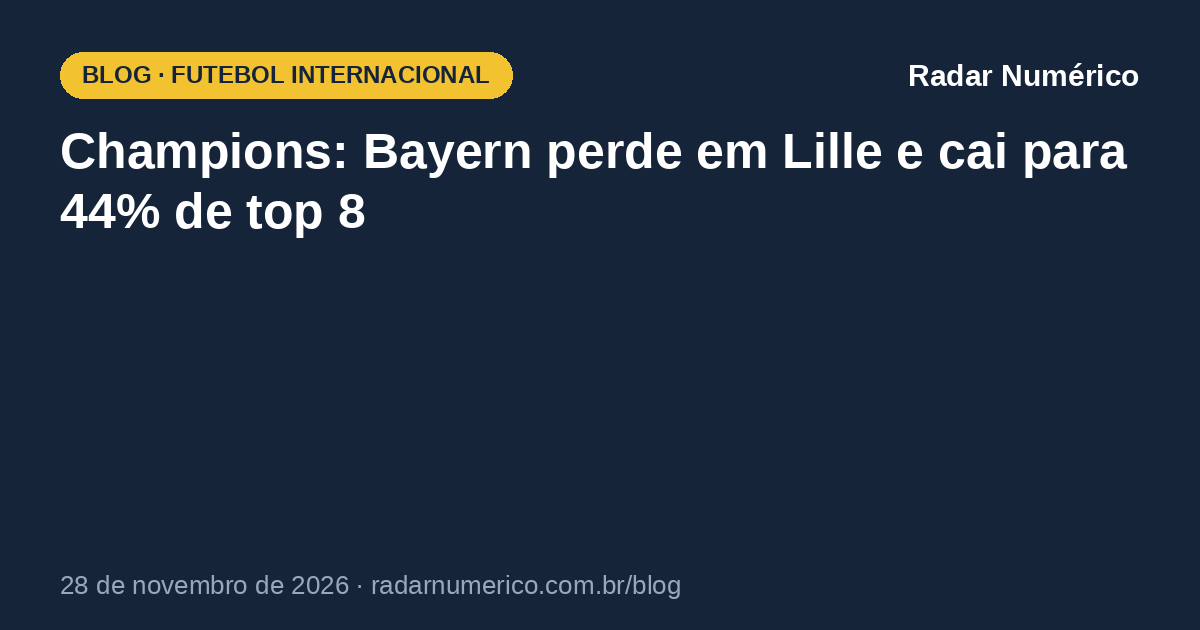 BLOG · FUTEBOL INTERNACIONAL
Radar Numérico
Champions: Bayern perde em Lille e cai para
44% de top 8
28 de novembro de 2026 · radarnumerico.com.br/blog